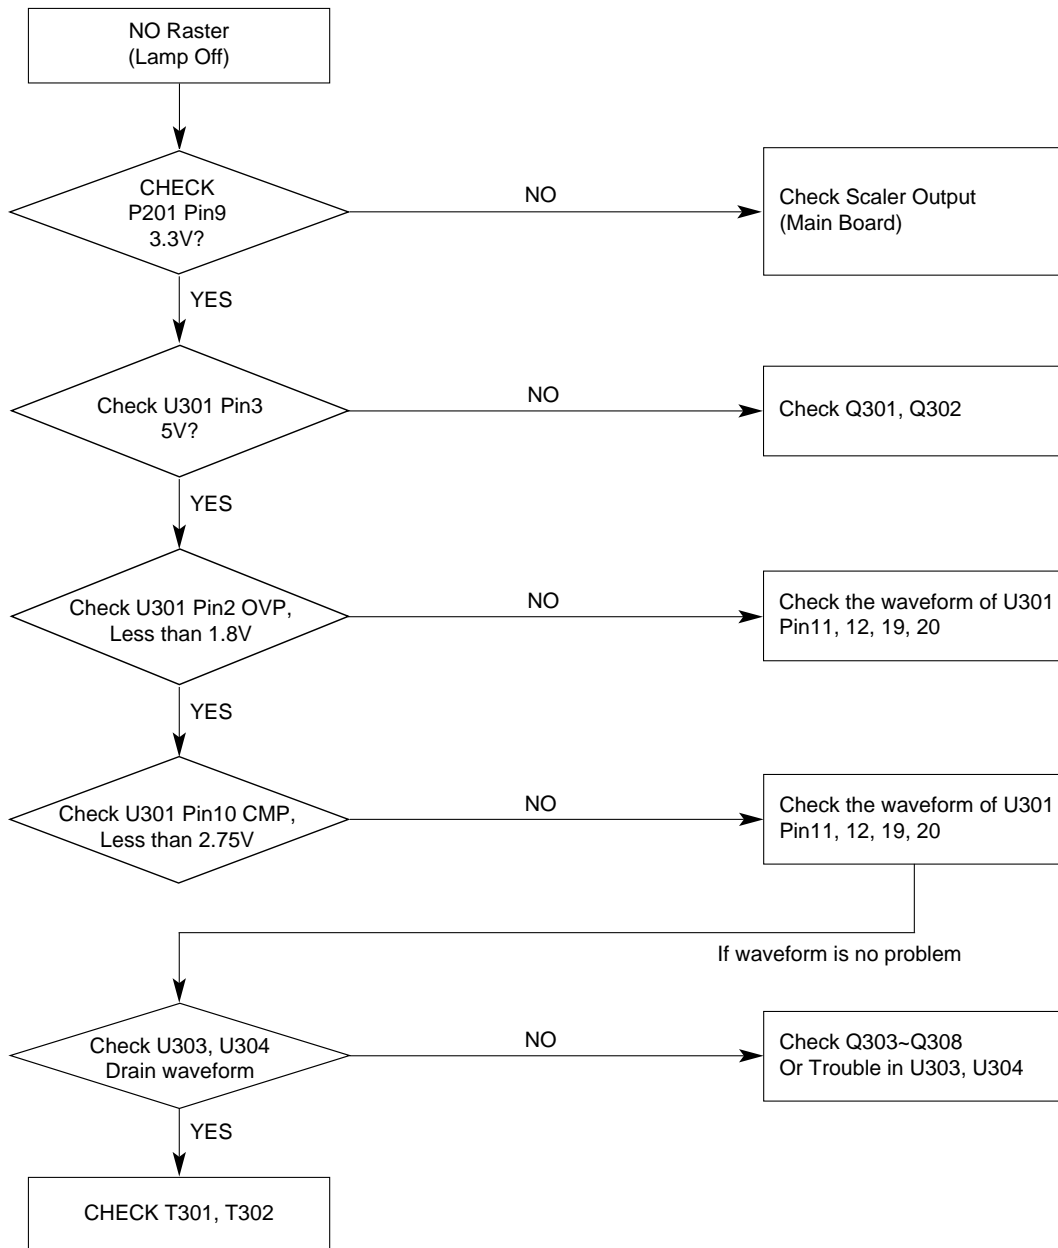 NO Raster
(Lamp Off)
CHECK
P201 Pin9
3.3V?
NO
Check Scaler Output
(Main Board)
YES
Check U301 Pin3
5V?
NO
Check Q301, Q302
YES
Check U301 Pin2 OVP,
Less than 1.8V
NO
Check the waveform of U301
Pin11, 12, 19, 20
YES
Check U301 Pin10 CMP,
Less than 2.75V
NO
Check the waveform of U301
Pin11, 12, 19, 20
If waveform is no problem
Check U303, U304
Drain waveform
NO
Check Q303~Q308
Or Trouble in U303, U304
YES
CHECK T301, T302